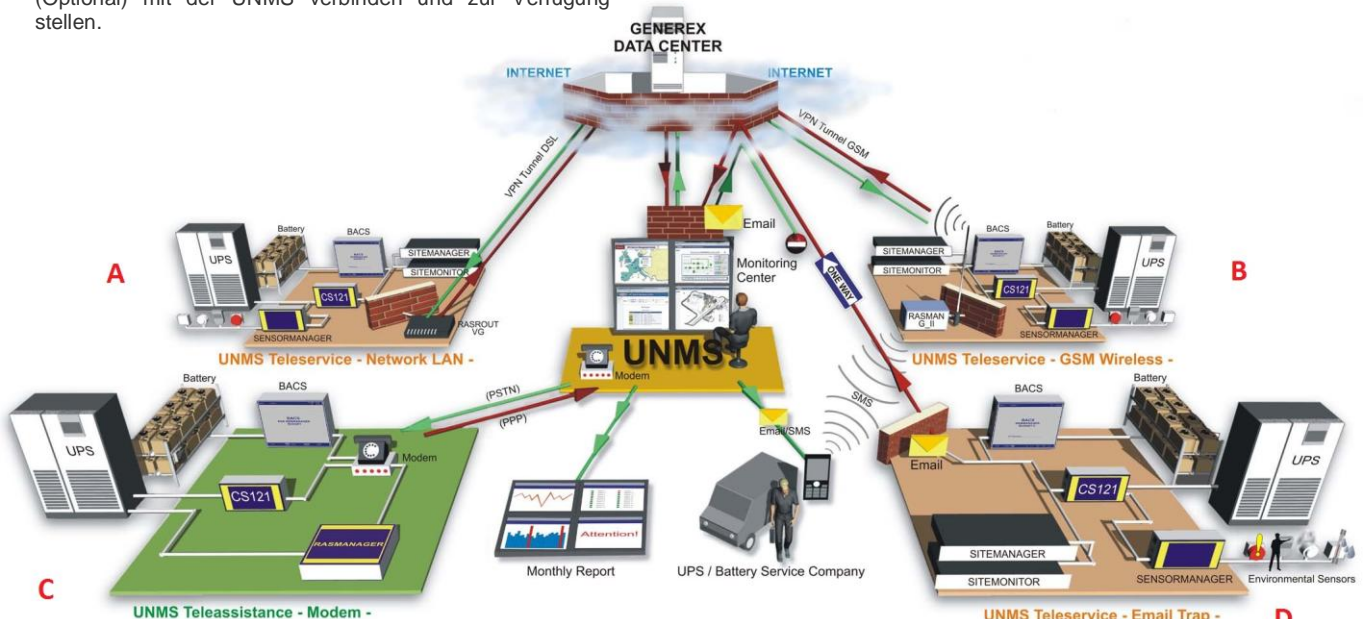 (Optional) mit der UNMS verbinden und zur Verfügung
stellen.
GENEREX
DATA CENTER
INTERNET
INTERNET
VPN Tunnel DSL
VPN Tunnel GSM
Email
Monitoring
Center
ONE WAY
UNMS
Modem
A
UPS
Battery
BACS
BACS
SITEMANAGER
SITEMONITOR
CS121
SENSORMANAGER
RASROUT
VG
UNMS Teleservice - Network LAN -
B
BACS
Battery
SITEMANAGER
SITEMONITOR
BACS
UPS
CS121
RASMAN
G_II
SENSORMANAGER
UNMS Teleservice - GSM Wireless -
(PSTN)
(PPP)
Email/SMS
SMS
Battery
BACS
BACS
UPS
Modem
CS121
RASMANAGER
C
UNMS Teleassistance - Modem -
Attention!
Monthly Report
UPS / Battery Service Company
BACS
Battery
BACS
Email
UPS
CS121
SITEMANAGER
SITEMONITOR
SENSORMANAGER
Environmental Sensors
UNMS Teleservice - Email Trap -
D